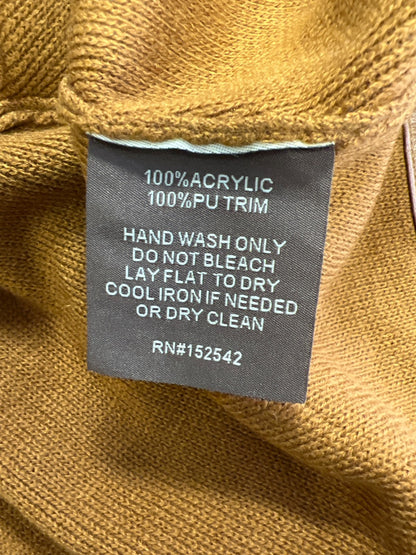 100%ACRYLIC
100%PU TRIM
HAND WASH ONLY
DO NOT BLEACH
LAY FLAT TO DRY
COOL IRON IF NEEDED
OR DRY CLEAN
RN#152542